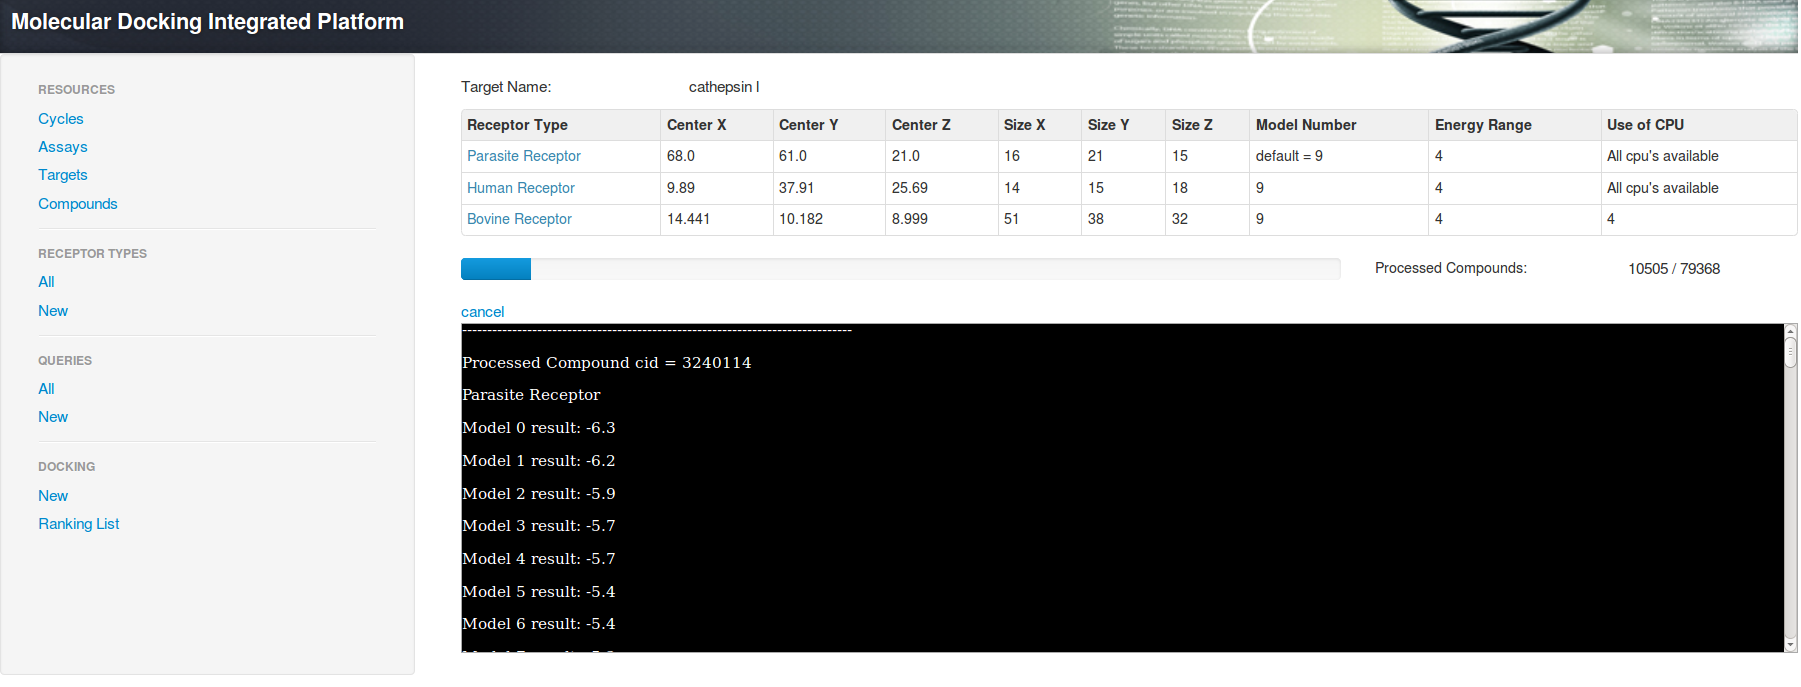 Molecular Docking Integrated Platform
RESOURCES
Cycles
Assays
Targets
Compounds
RECEPTOR TYPES
All
New
QUERIES
All
New
DOCKING
New
Ranking List
Target Name: cathepsin l
Receptor Type Center X Center Y Center Z Size X Size Y Size Z Model Number Energy Range Use of CPU
Parasite Receptor 68.0 61.0 21.0 16 21 15 default = 9 4 All cpu's available
Human Receptor 9.89 37.91 25.69 14 15 18 9 4 All cpu's available
Bovine Receptor 14.441 10.182 8.999 51 38 32 9 4 4
Processed Compounds: 10505 / 79368
cancel
------------------------------------------------------------------------------
Processed Compound cid = 3240114
Parasite Receptor
Model 0 result: -6.3
Model 1 result: -6.2
Model 2 result: -5.9
Model 3 result: -5.7
Model 4 result: -5.7
Model 5 result: -5.4
Model 6 result: -5.4